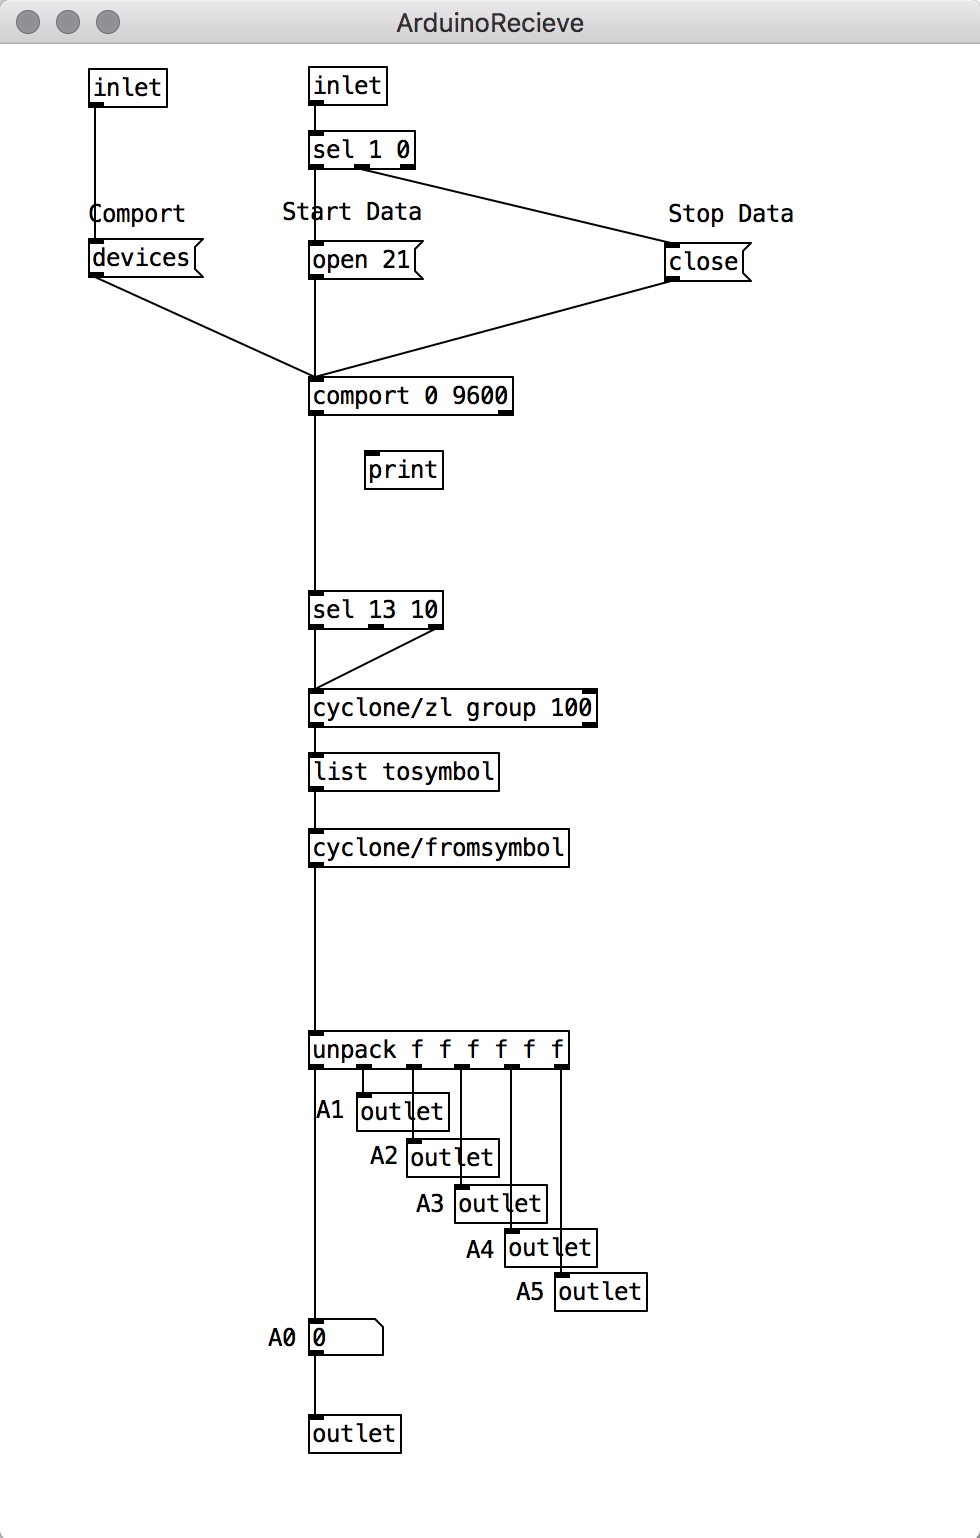 ArduinoRecieve
inlet
inlet
sel 1 0
Comport
Start Data
Stop Data
devices
open 21
close
comport 0 9600
print
sel 13 10
cyclone/zl group 100
list tosymbol
cyclone/fromsymbol
unpack f f f f f f
A1 outlet
A2 outlet
A3 outlet
A4 outlet
A5 outlet
A0 0
outlet